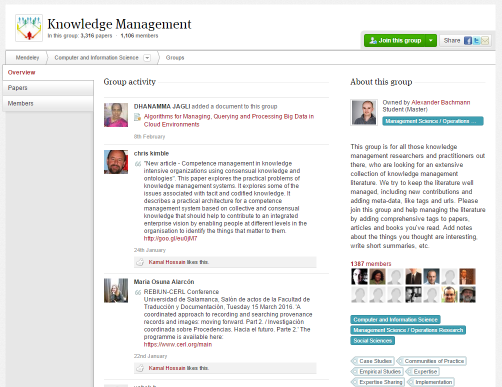 Knowledge Management
In this group: 3,316 papers · 1,106 members
Join this group
Share
Mendeley
Computer and Information Science
Groups
Overview
Papers
Members
Group activity
DHANAMMA JAGLI added a document to this group
Algorithms for Managing, Querying and Processing Big Data in
Cloud Environments
8th February
chris kimble
"New article - Competence management in knowledge
intensive organizations using consensual knowledge and
ontologies". This paper explores the practical problems of
knowledge management systems. It explores some of the
issues associated with tacit and codified knowledge. It
describes a practical architecture for a competence
management system based on collective and consensual
knowledge that should help to contribute to an integrated
enterprise vision by enabling people at different levels in the
organisation to identify the things that matter to them.
24th January
Kamal Hossain likes this.
María Osuna Alarcón
REBIUN-CERL Conference
Universidad de Salamanca, Salón de actos de la Facultad de
Traducción y Documentación, Tuesday 15 March 2016. 'A
coordinated approach to recording and searching provenance
records and images: moving forward. Part 2. / Investigación
coordinada sobre Procedencias. Hacia el futuro. Parte 2.' The
programme is available here:
https://www.cerl.org/main
22nd January
Kamal Hossain likes this.
About this group
Owned by Alexander Bachmann
Student (Master)
Management Science / Operations ...
This group is for all those knowledge
management researchers and practitioners out
there, who are looking for an extensive
collection of knowledge management
literature. We try to keep the literature well
managed, including new contributions and
adding meta-data, like tags and urls. Please
join this group and help managing the literature
by adding comprehensive tags to papers,
articles and books you've read. Add notes
about the things you thought are interesting,
write short summaries, etc.
1387 members
Computer and Information Science
Management Science / Operations Research
Social Sciences
Case Studies
Communities of Practice
Empirical Studies
Expertise
Expertise Sharing
Implementation